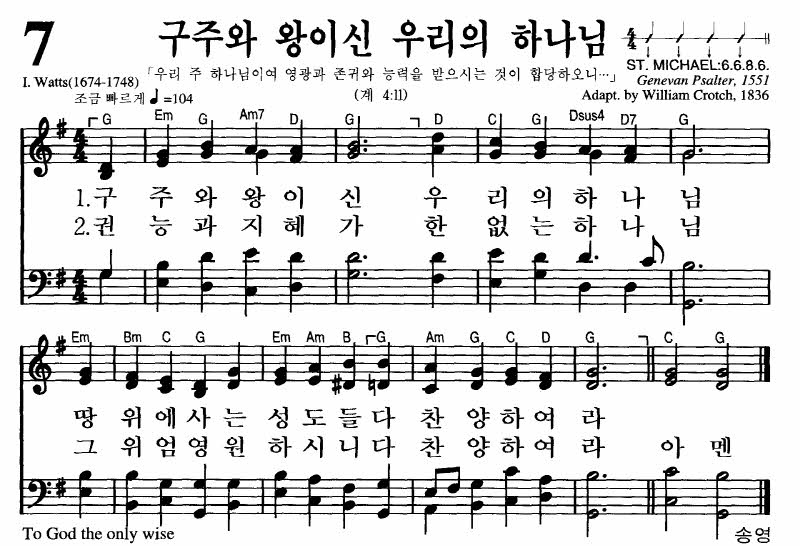 7
구주와 왕이신 우리의 하나님
ST. MICHAEL:6.6.8.6.
I. Watts(1674-1748)
「우리 주 하나님이여 영광과 존귀와 능력을 받으시는 것이 합당하오니…」
Genevan Psalter, 1551
조금 빠르게 ♩=104
(계 4:11)
Adapt. by William Crotch, 1836
G Em G Am7 D G D C G Dsus4 D7 G
1.구 주 와 왕 이 신 우 리 의 하 나 님
2.권 능 과 지 혜 가 한 없 는 하 나 님
Em Bm C G Em Am B G Am G C D G C G
땅 위 에 사 는 성 도 들 다 찬 양 하 여 라
그 위 엄 영 원 하 시 니 다 찬 양 하 여 라 아 멘
To God the only wise
송영